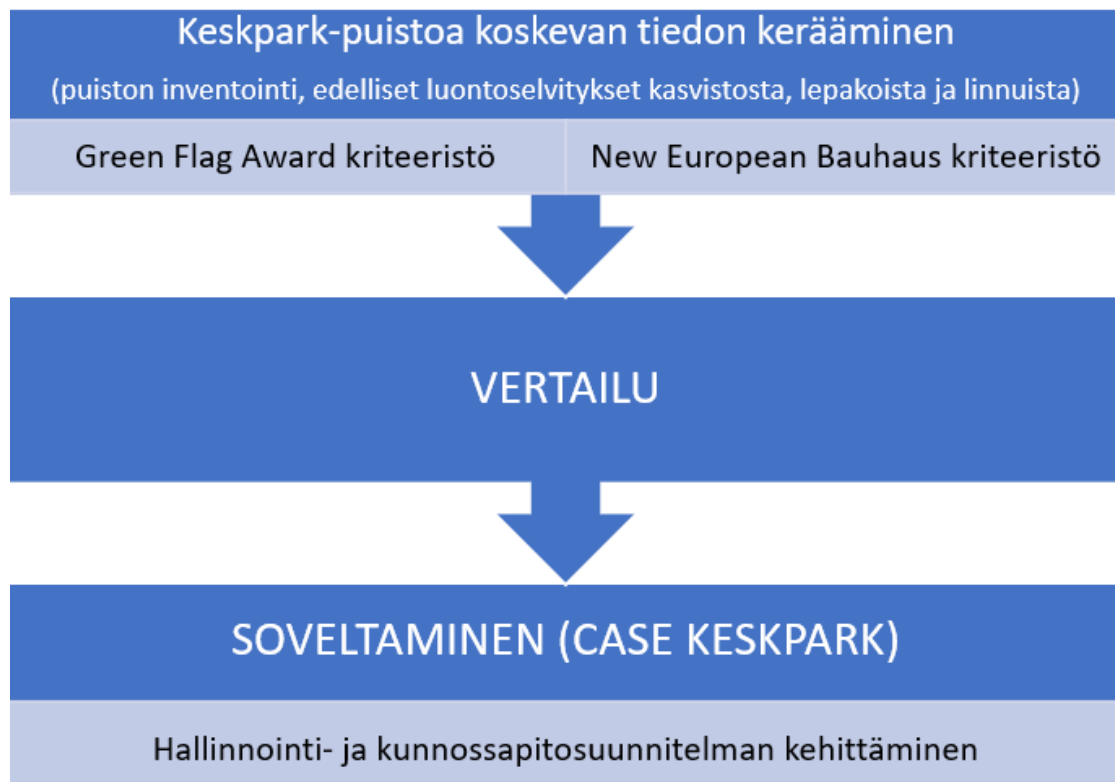 Keskpark-puistoa koskevan tiedon kerääminen
(puiston inventointi, edelliset luontoselvitykset kasvistosta, lepakoista ja linnuista)
Green Flag Award kriteeristö
New European Bauhaus kriteeristö
VERTAILU
SOVELTAMINEN (CASE KESKPARK)
Hallinnointi- ja kunnossapitosuunnitelman kehittäminen